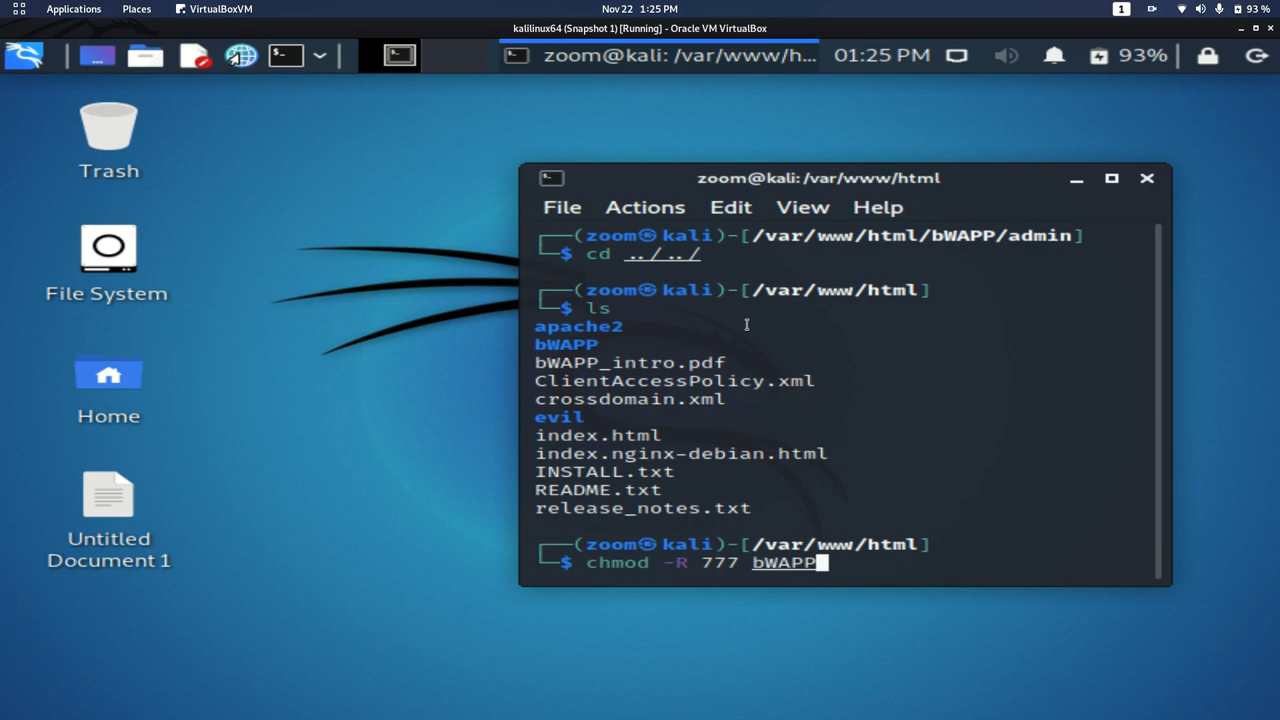 Applications Places VirtualBoxVM Nov 22 1:25 PM 1 93 %
kalilinux64 (Snapshot 1) [Running] - Oracle VM VirtualBox
zoom@kali: /var/www/h... 01:25 PM 93%
Trash
File System
Home
Untitled
Document 1
zoom@kali:/var/www/html
File Actions Edit View Help
┌──(zoom㉿kali)-[/var/www/html/bWAPP/admin]
└─$ cd ../../
┌──(zoom㉿kali)-[/var/www/html]
└─$ ls
apache2
bWAPP
bWAPP_intro.pdf
ClientAccessPolicy.xml
crossdomain.xml
evil
index.html
index.nginx-debian.html
INSTALL.txt
README.txt
release_notes.txt
┌──(zoom㉿kali)-[/var/www/html]
└─$ chmod -R 777 bWAPP